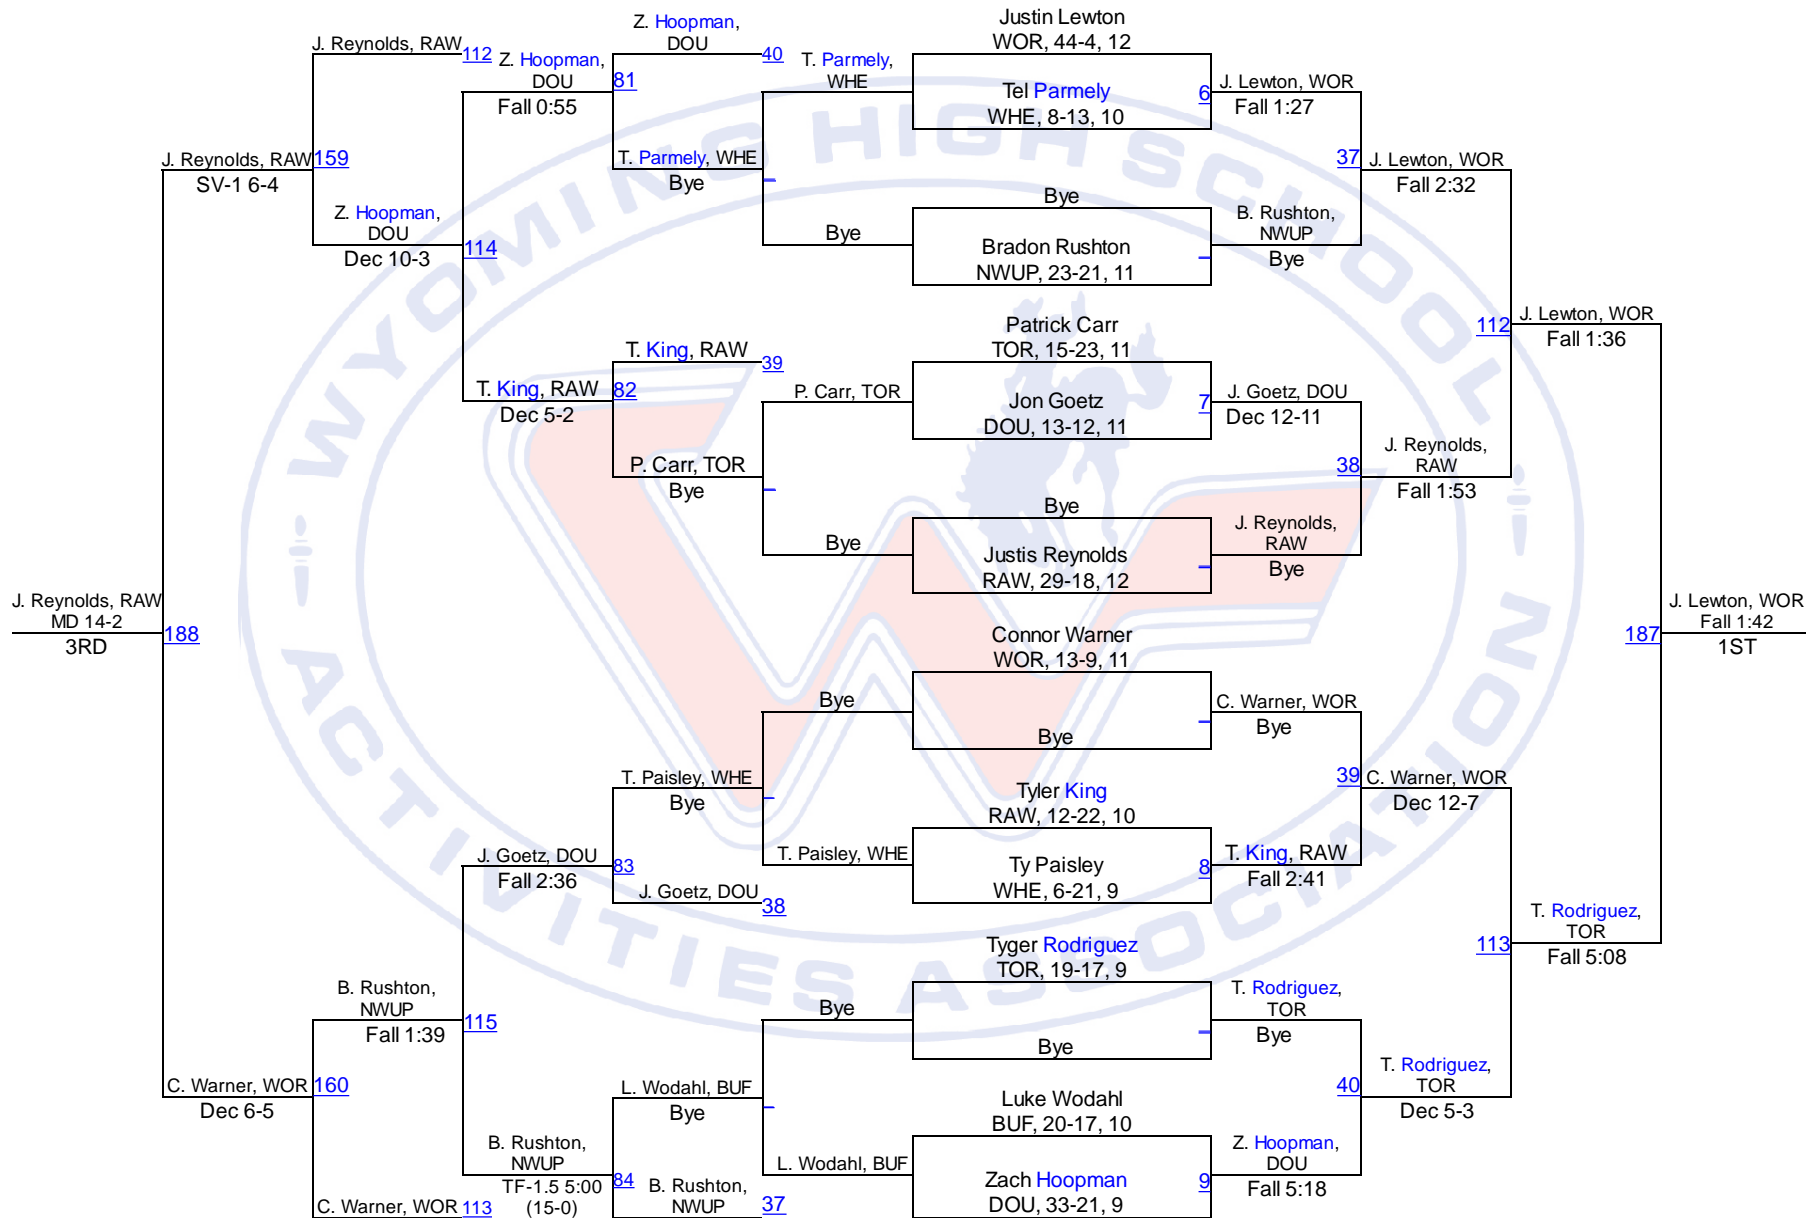 WYOMING HIGH SCHOOL
ACTIVITIES ASSOCIATION
J. Reynolds, RAW
MD 14-2
3RD
188
J. Reynolds, RAW
SV-1 6-4
159
C. Warner, WOR
Dec 6-5
160
J. Reynolds, RAW
112
Z. Hoopman,
DOU
Dec 10-3
114
B. Rushton,
NWUP
Fall 1:39
115
C. Warner, WOR
113
Z. Hoopman,
DOU
Fall 0:55
81
T. King, RAW
Dec 5-2
82
J. Goetz, DOU
Fall 2:36
83
B. Rushton,
NWUP
TF-1.5 5:00
(15-0)
84
Z. Hoopman,
DOU
40
T. Parmely, WHE
Bye
T. King, RAW
39
P. Carr, TOR
Bye
T. Paisley, WHE
Bye
J. Goetz, DOU
38
L. Wodahl, BUF
Bye
B. Rushton,
NWUP
37
T. Parmely,
WHE
Bye
P. Carr, TOR
Bye
Bye
T. Paisley, WHE
Bye
L. Wodahl, BUF
Justin Lewton
WOR, 44-4, 12
Tel Parmely
WHE, 8-13, 10
6
Bye
Bradon Rushton
NWUP, 23-21, 11
Patrick Carr
TOR, 15-23, 11
Jon Goetz
DOU, 13-12, 11
7
Bye
Justis Reynolds
RAW, 29-18, 12
Connor Warner
WOR, 13-9, 11
Bye
Tyler King
RAW, 12-22, 10
Ty Paisley
WHE, 6-21, 9
8
Tyger Rodriguez
TOR, 19-17, 9
Bye
Luke Wodahl
BUF, 20-17, 10
Zach Hoopman
DOU, 33-21, 9
9
J. Lewton, WOR
Fall 1:27
B. Rushton,
NWUP
Bye
37
J. Goetz, DOU
Dec 12-11
J. Reynolds,
RAW
Bye
38
C. Warner, WOR
Bye
T. King, RAW
Fall 2:41
39
T. Rodriguez,
TOR
Bye
Z. Hoopman,
DOU
Fall 5:18
40
J. Lewton, WOR
Fall 2:32
J. Reynolds,
RAW
Fall 1:53
112
C. Warner, WOR
Dec 12-7
T. Rodriguez,
TOR
Dec 5-3
113
J. Lewton, WOR
Fall 1:36
T. Rodriguez,
TOR
Fall 5:08
187
J. Lewton, WOR
Fall 1:42
1ST